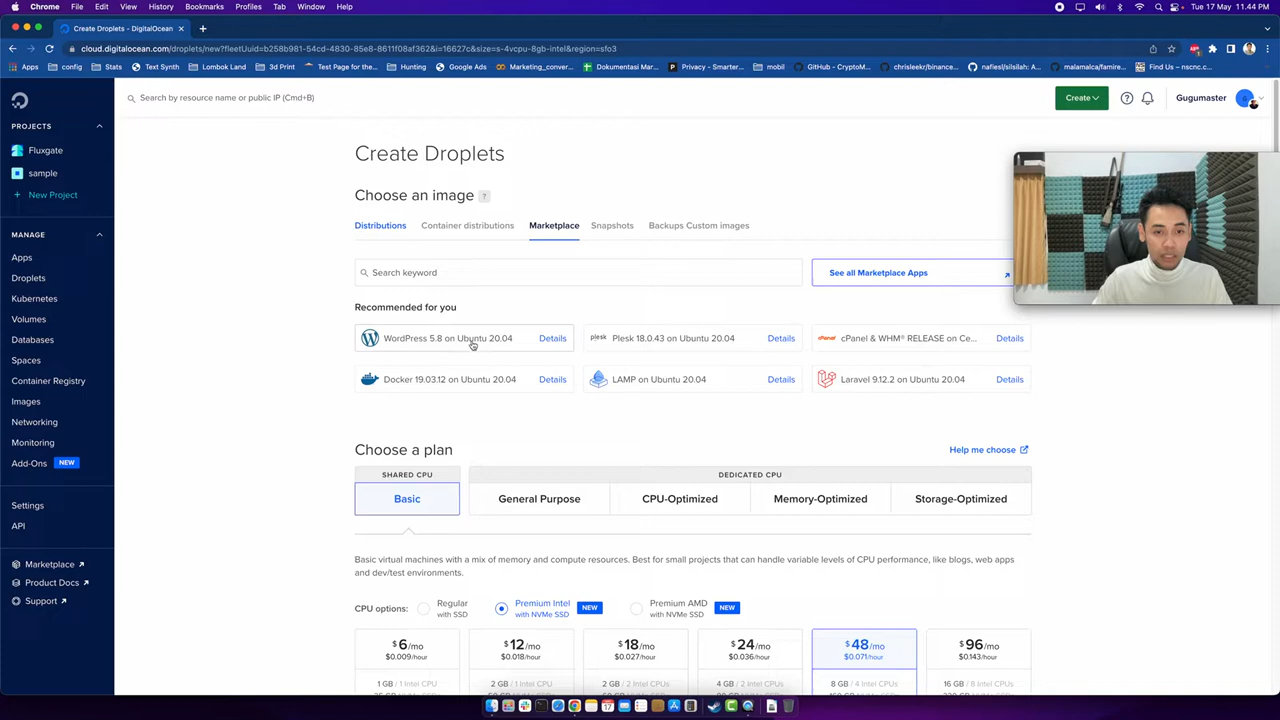 Chrome File Edit View History Bookmarks Profiles Tab Window Help
Tue 17 May 11.44 PM
Create Droplets - DigitalOcean
cloud.digitalocean.com/droplets/new?fleetUuid=b258b981-54cd-4830-85e8-8611f08af362&i=16627c&size=s-4vcpu-8gb-intel&region=sfo3
Apps config Stats Text Synth Lombok Land 3d Print Test Page for the... Hunting Google Ads Marketing_conver... Dokumentasi Mar... Privacy - Smarter... mobil GitHub - CryptoM... chrisleekr/binance... nafiesl/silsilah: A... malamalca/famire... Find Us – nscnc.c...
Search by resource name or public IP (Cmd+B)
Create
Gugumaster
PROJECTS
Fluxgate
sample
+ New Project
MANAGE
Apps
Droplets
Kubernetes
Volumes
Databases
Spaces
Container Registry
Images
Networking
Monitoring
Add-Ons NEW
Settings
API
Marketplace ↗
Product Docs ↗
Support ↗
Create Droplets
Choose an image ?
Distributions Container distributions Marketplace Snapshots Backups Custom images
Search keyword
See all Marketplace Apps
Recommended for you
WordPress 5.8 on Ubuntu 20.04 Details
Plesk 18.0.43 on Ubuntu 20.04 Details
cPanel & WHM® RELEASE on Ce... Details
Docker 19.03.12 on Ubuntu 20.04 Details
LAMP on Ubuntu 20.04 Details
Laravel 9.12.2 on Ubuntu 20.04 Details
Choose a plan
Help me choose
SHARED CPU
DEDICATED CPU
Basic
General Purpose
CPU-Optimized
Memory-Optimized
Storage-Optimized
Basic virtual machines with a mix of memory and compute resources. Best for small projects that can handle variable levels of CPU performance, like blogs, web apps
and dev/test environments.
CPU options:
Regular
with SSD
Premium Intel
with NVMe SSD
NEW
Premium AMD
with NVMe SSD
NEW
$6/mo
$0.009/hour
1 GB / 1 Intel CPU
$12/mo
$0.018/hour
2 GB / 1 Intel CPU
$18/mo
$0.027/hour
2 GB / 2 Intel CPUs
$24/mo
$0.036/hour
4 GB / 2 Intel CPUs
$48/mo
$0.071/hour
8 GB / 4 Intel CPUs
$96/mo
$0.143/hour
16 GB / 8 Intel CPUs